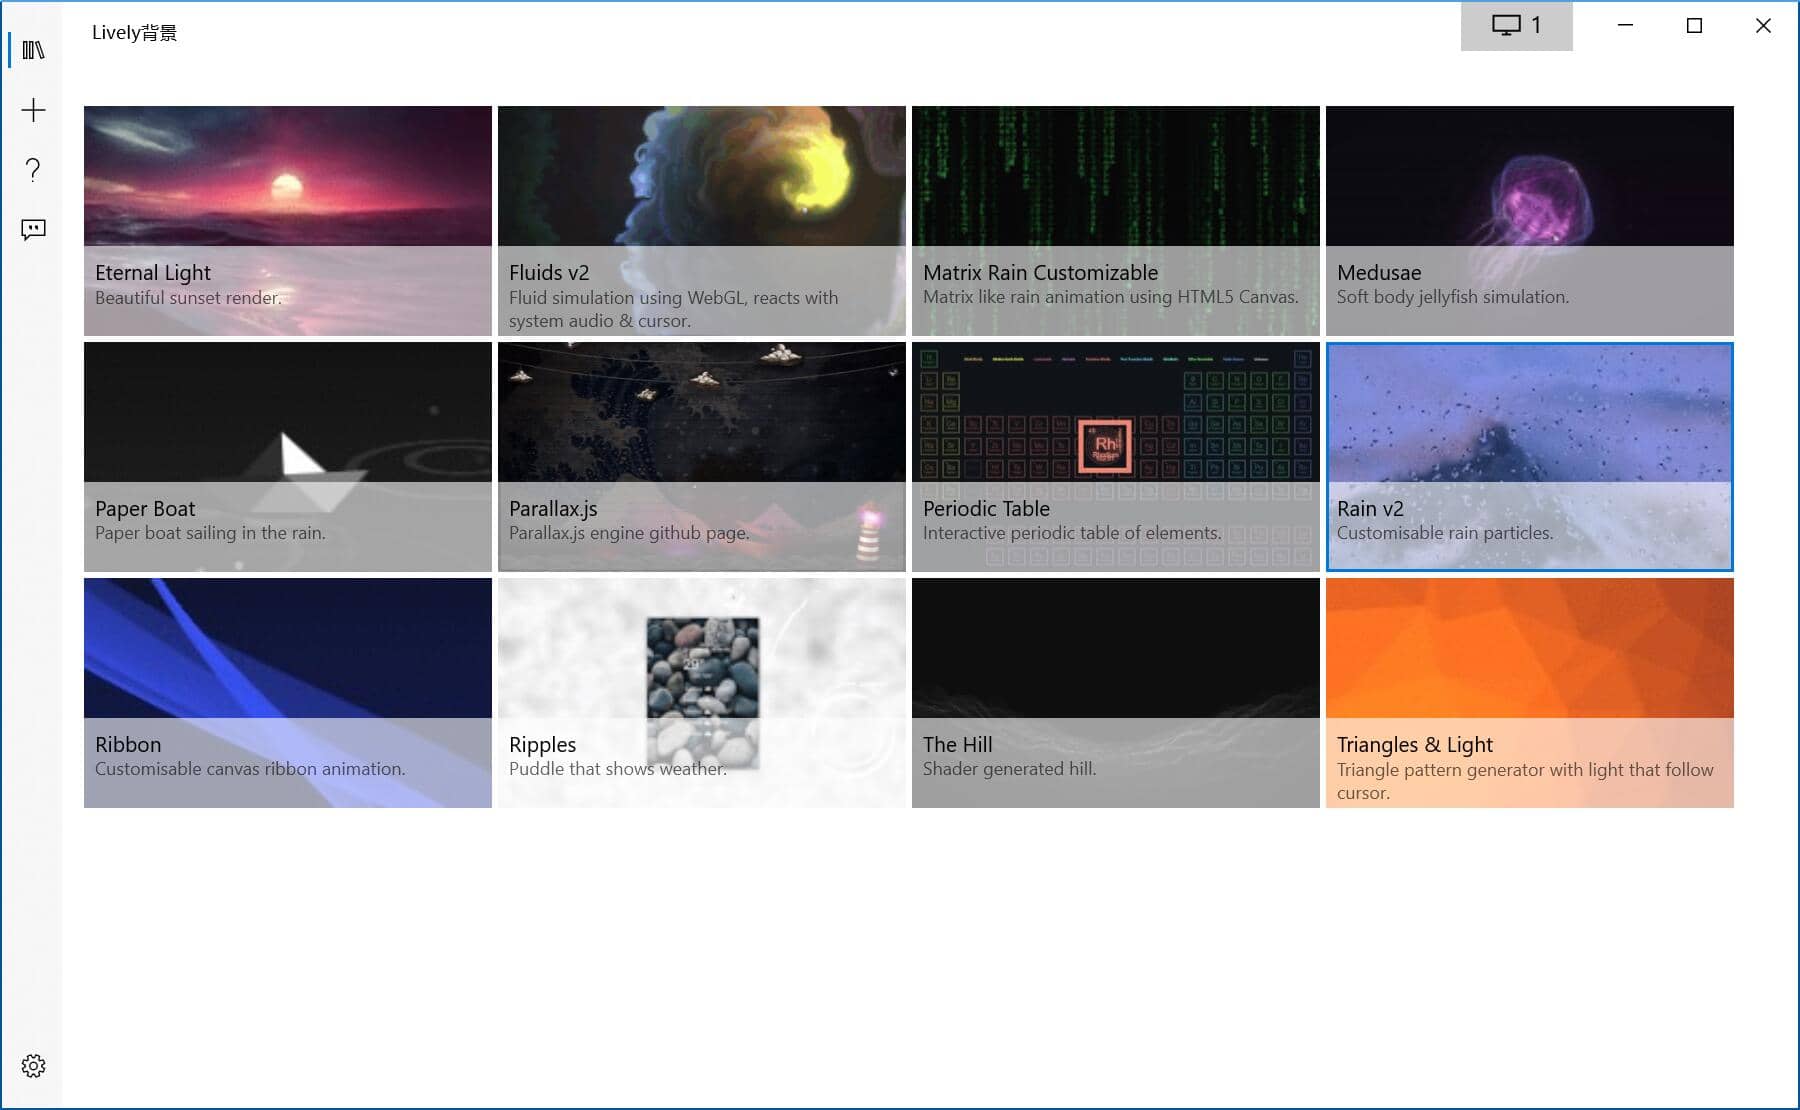 Lively背景
1
Eternal Light
Beautiful sunset render.
Fluids v2
Fluid simulation using WebGL, reacts with
system audio & cursor.
Matrix Rain Customizable
Matrix like rain animation using HTML5 Canvas.
Medusae
Soft body jellyfish simulation.
Paper Boat
Paper boat sailing in the rain.
Parallax.js
Parallax.js engine github page.
Rh
Rhodium
Periodic Table
Interactive periodic table of elements.
Rain v2
Customisable rain particles.
Ribbon
Customisable canvas ribbon animation.
29°
Ripples
Puddle that shows weather.
The Hill
Shader generated hill.
Triangles & Light
Triangle pattern generator with light that follow
cursor.